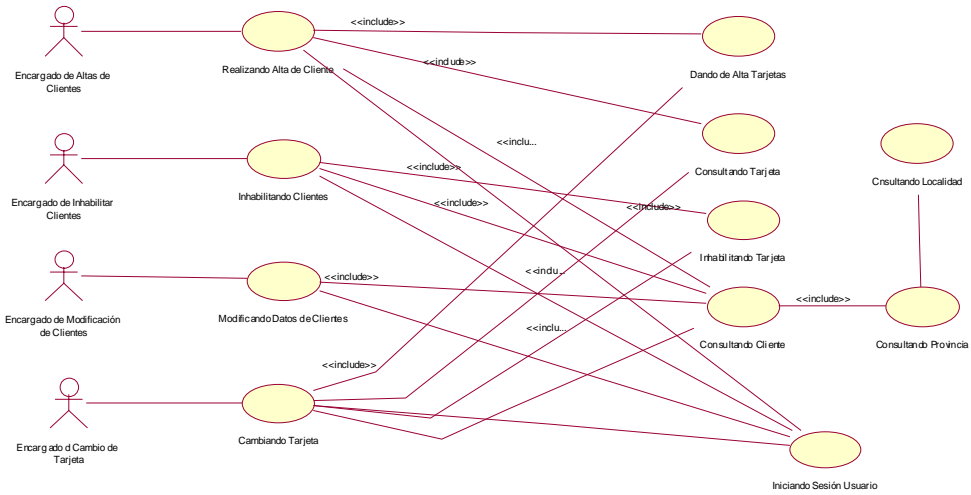 <<include>>
Encargado de Altas de
Clientes
Realizando Alta de Cliente
<<include>>
Dando de Alta Tarjetas
<<inclu...
<<include>>
Consultando Tarjeta
Cnsultando Localidad
Encargado de Inhabilitar
Clientes
Inhabilitando Clientes
<<include>>
<<include>>
Inhabilitando Tarjeta
<<include>>
<<inclu...
<<include>>
Encargado de Modificación
de Clientes
Modificando Datos de Clientes
<<inclu...
Consultando Cliente
Consultando Provincia
<<include>>
Encargado d Cambio de
Tarjeta
Cambiando Tarjeta
Iniciando Sesión Usuario